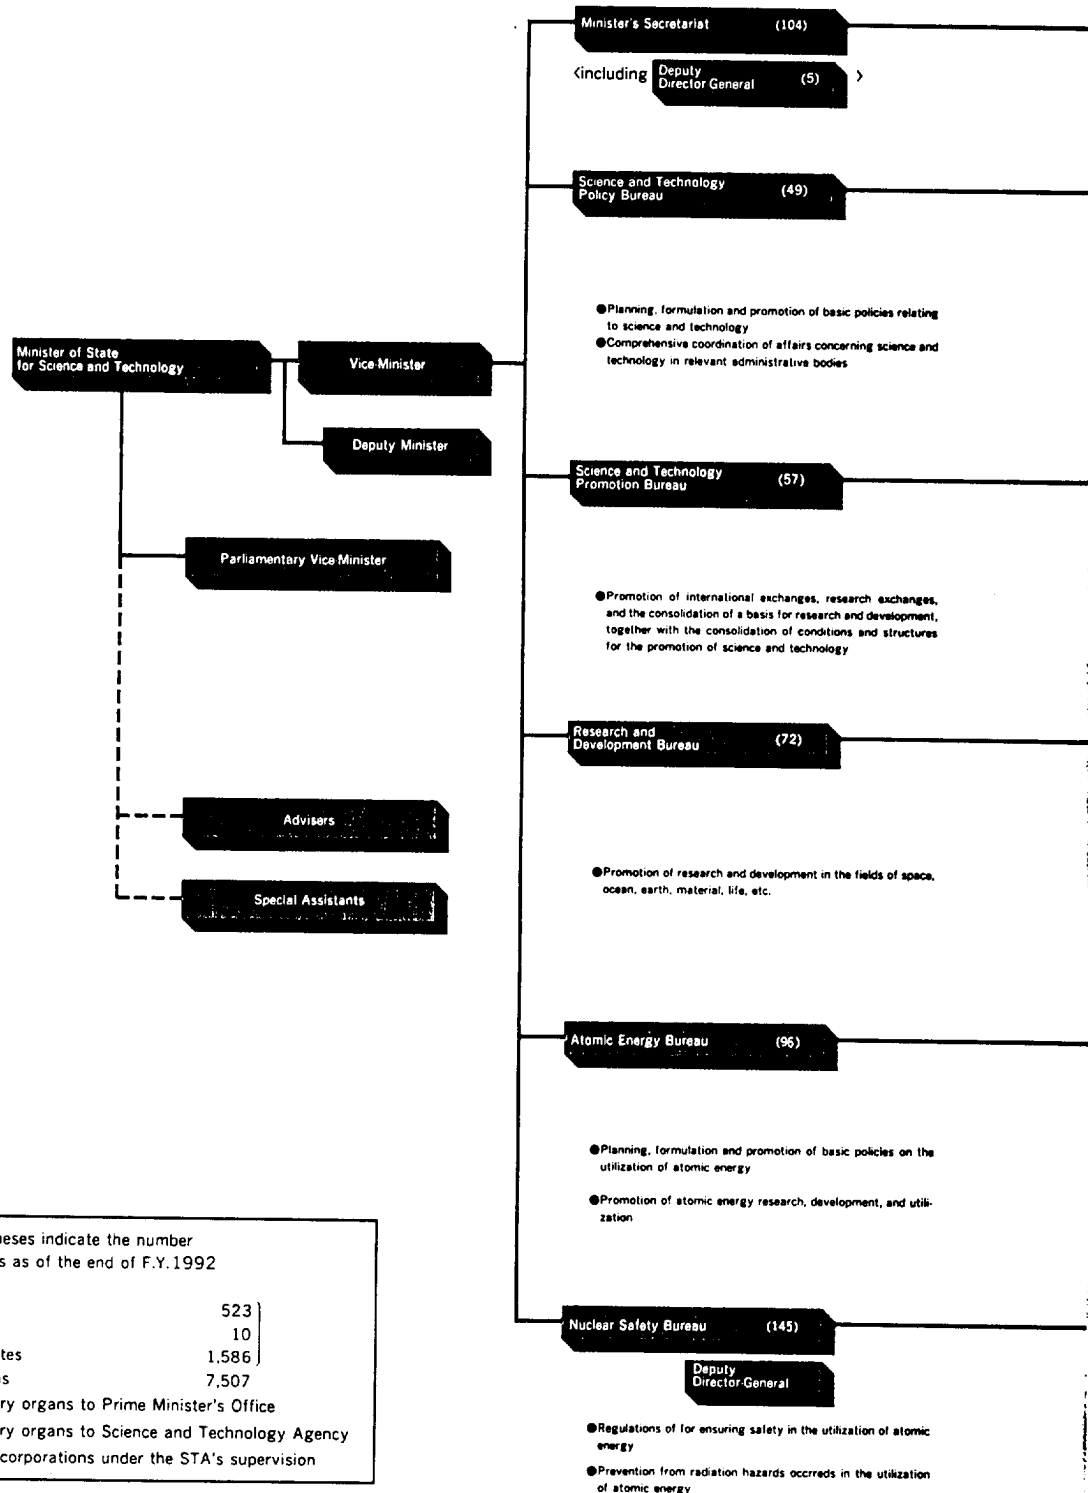 Minister's Secretariat (104)
<including Deputy Director General (5) >
Science and Technology
Policy Bureau (49)
●Planning, formulation and promotion of basic policies relating
to science and technology
●Comprehensive coordination of affairs concerning science and
technology in relevant administrative bodies
Minister of State
for Science and Technology
Vice-Minister
Deputy Minister
Science and Technology
Promotion Bureau (57)
Parliamentary Vice Minister
●Promotion of international exchanges, research exchanges,
and the consolidation of a basis for research and development,
together with the consolidation of conditions and structures
for the promotion of science and technology
Research and
Development Bureau (72)
Advisers
●Promotion of research and development in the fields of space,
ocean, earth, material, life, etc.
Special Assistants
Atomic Energy Bureau (96)
●Planning, formulation and promotion of basic policies on the
utilization of atomic energy
●Promotion of atomic energy research, development, and utili-
zation
Nuclear Safety Bureau (145)
Deputy
Director-General
●Regulations of for ensuring safety in the utilization of atomic
energy
●Prevention from radiation hazards occrreds in the utilization
of atomic energy
eses indicate the number
s as of the end of F.Y.1992
523
10
tes 1,586
s 7,507
ry organs to Prime Minister's Office
ry organs to Science and Technology Agency
corporations under the STA's supervision